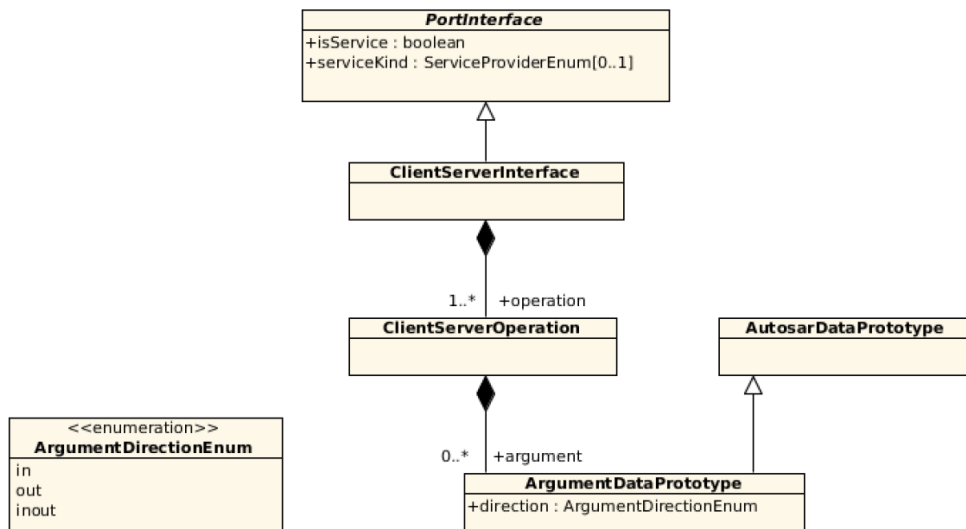 PortInterface
+isService : boolean
+serviceKind : ServiceProviderEnum[0..1]
ClientServerInterface
1..* +operation
ClientServerOperation
AutosarDataPrototype
<<enumeration>>
ArgumentDirectionEnum
in
out
inout
0..* +argument
ArgumentDataPrototype
+direction : ArgumentDirectionEnum